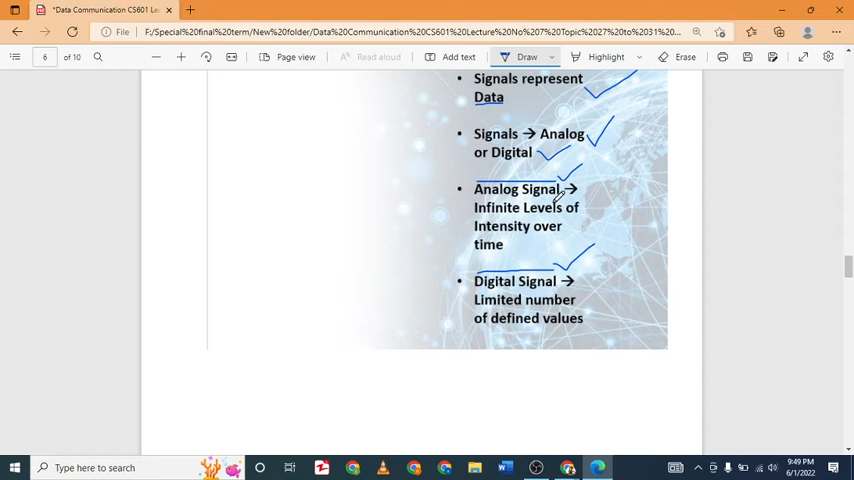 *Data Communication CS601 Le
File
F:/Special%20final%20term/New%20folder/Data%20Communication%20CS601%20Lecture%20No%207%20Topic%2027%20to%2031%20...
6
of 10
Page view
Read aloud
Add text
Draw
Highlight
Erase
• Signals represent
Data
• Signals → Analog
or Digital
• Analog Signal →
Infinite Levels of
Intensity over
time
• Digital Signal →
Limited number
of defined values
Type here to search
9:49 PM
6/1/2022